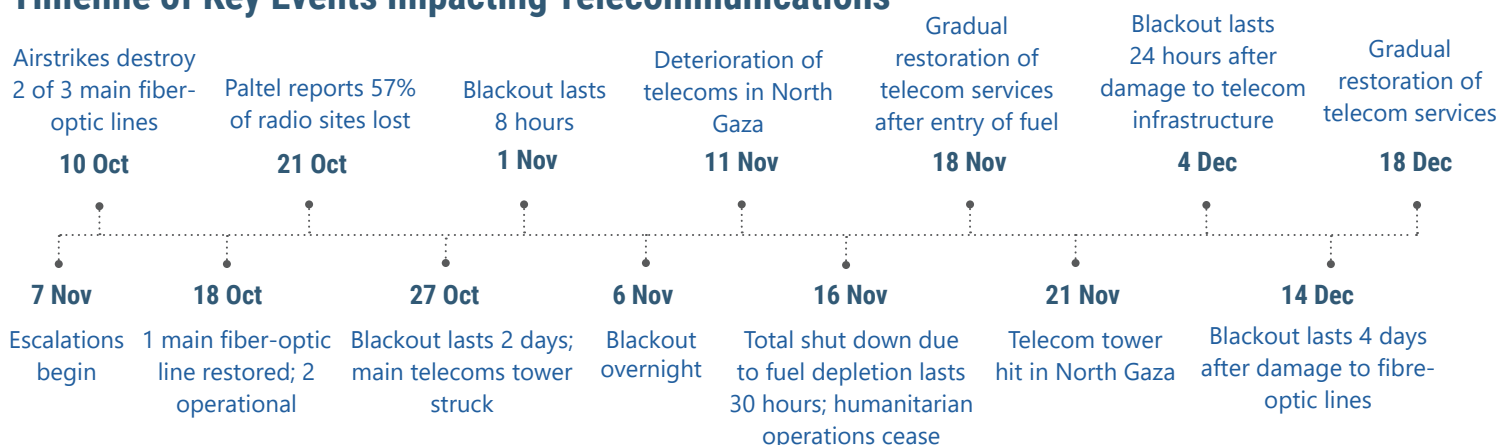 Timeline of Key Events Impacting Telecommunications
Airstrikes destroy
2 of 3 main fiber-
optic lines
10 Oct
Paltel reports 57%
of radio sites lost
21 Oct
Blackout lasts
8 hours
1 Nov
Deterioration of
telecoms in North
Gaza
11 Nov
Gradual
restoration of
telecom services
after entry of fuel
18 Nov
Blackout lasts
24 hours after
damage to telecom
infrastructure
4 Dec
Gradual
restoration of
telecom services
18 Dec
7 Nov
Escalations
begin
18 Oct
1 main fiber-optic
line restored; 2
operational
27 Oct
Blackout lasts 2 days;
main telecoms tower
struck
6 Nov
Blackout
overnight
16 Nov
Total shut down due
to fuel depletion lasts
30 hours; humanitarian
operations cease
21 Nov
Telecom tower
hit in North Gaza
14 Dec
Blackout lasts 4 days
after damage to fibre-
optic lines